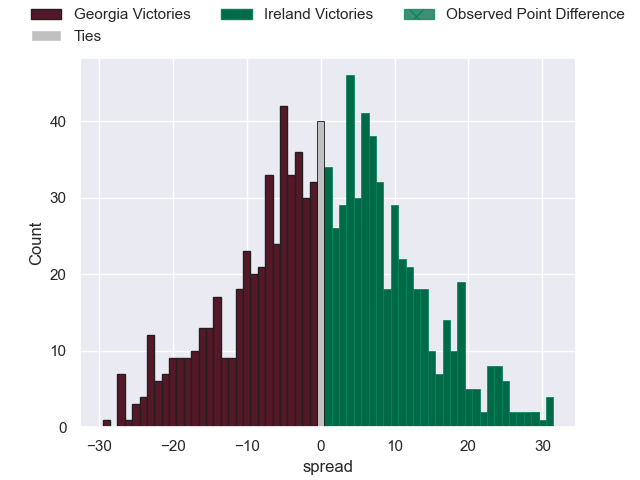 Georgia Victories
Ireland Victories
Observed Point Difference
Ties
Count
40
30
20
10
0
−30
−20
−10
0
10
20
30
spread